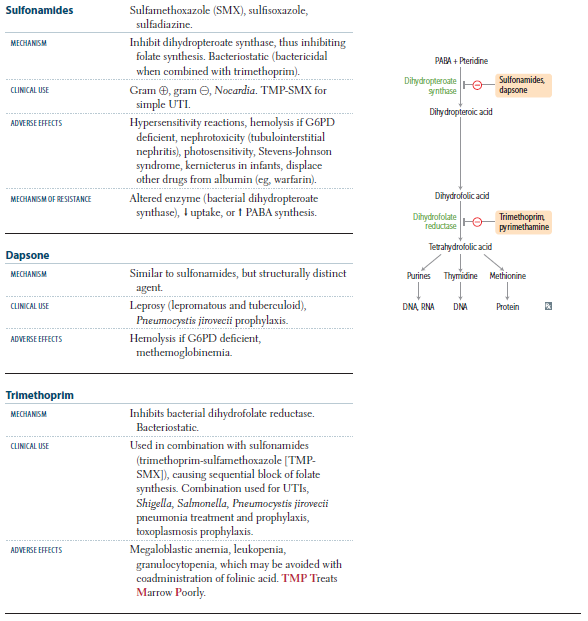 Sulfonamides
Sulfamethoxazole (SMX), sulfisoxazole,
sulfadiazine.
MECHANISM
Inhibit dihydropteroate synthase, thus inhibiting
folate synthesis. Bacteriostatic (bactericidal
when combined with trimethoprim).
CLINICAL USE
Gram ⊕, gram ⊖, Nocardia. TMP-SMX for
simple UTI.
ADVERSE EFFECTS
Hypersensitivity reactions, hemolysis if G6PD
deficient, nephrotoxicity (tubulointerstitial
nephritis), photosensitivity, Stevens-Johnson
syndrome, kernicterus in infants, displace
other drugs from albumin (eg, warfarin).
MECHANISM OF RESISTANCE
Altered enzyme (bacterial dihydropteroate
synthase), ↓ uptake, or ↑ PABA synthesis.
Dapsone
MECHANISM
Similar to sulfonamides, but structurally distinct
agent.
CLINICAL USE
Leprosy (lepromatous and tuberculoid),
Pneumocystis jirovecii prophylaxis.
ADVERSE EFFECTS
Hemolysis if G6PD deficient,
methemoglobinemia.
Trimethoprim
MECHANISM
Inhibits bacterial dihydrofolate reductase.
Bacteriostatic.
CLINICAL USE
Used in combination with sulfonamides
(trimethoprim-sulfamethoxazole [TMP-
SMX]), causing sequential block of folate
synthesis. Combination used for UTIs,
Shigella, Salmonella, Pneumocystis jirovecii
pneumonia treatment and prophylaxis,
toxoplasmosis prophylaxis.
ADVERSE EFFECTS
Megaloblastic anemia, leukopenia,
granulocytopenia, which may be avoided with
coadministration of folinic acid. TMP Treats
Marrow Poorly.
PABA + Pteridine
Dihydropteroate
synthase
⊖
Sulfonamides,
dapsone
Dihydropteroic acid
Dihydrofolic acid
Dihydrofolate
reductase
⊖
Trimethoprim,
pyrimethamine
Tetrahydrofolic acid
Purines
Thymidine
Methionine
DNA, RNA
DNA
Protein